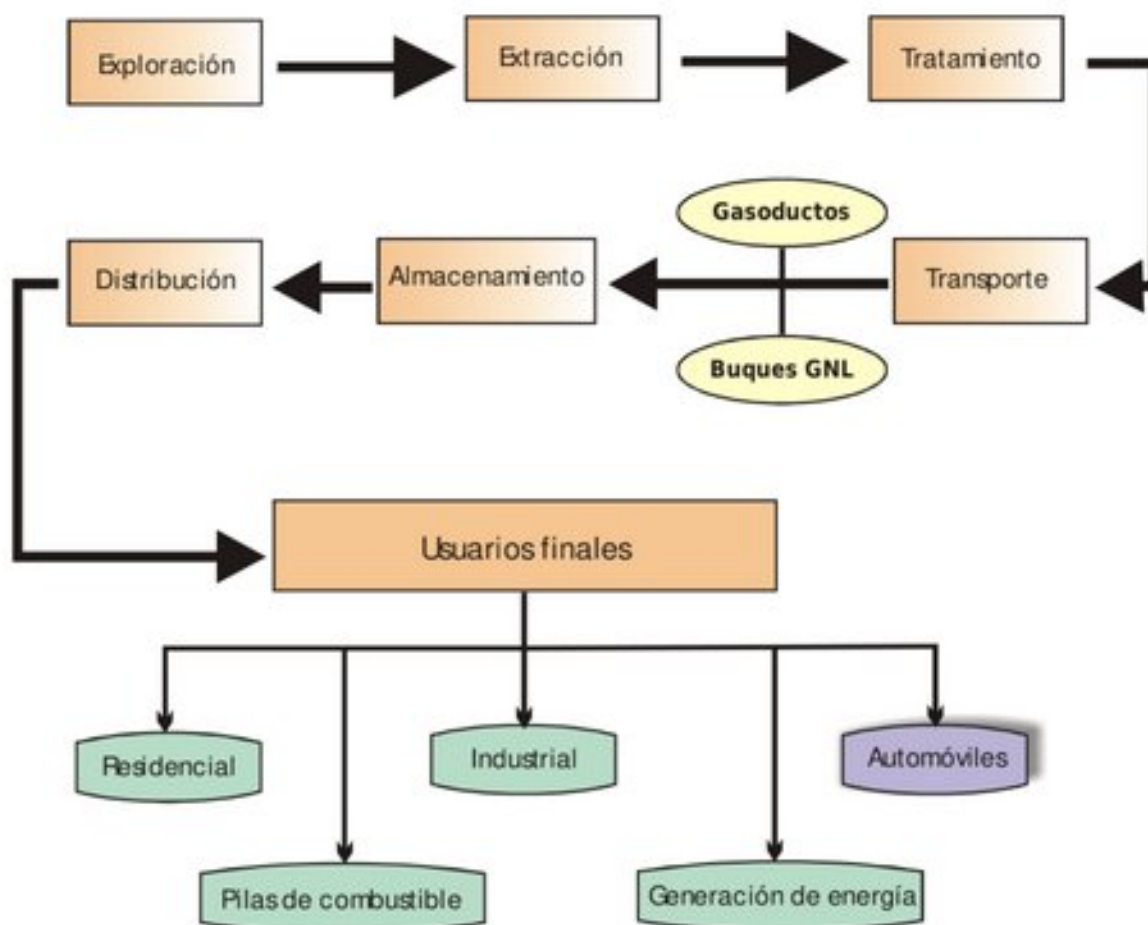 Exploración
Extracción
Tratamiento
Gasoductos
Distribución
Almacenamiento
Transporte
Buques GNL
Usuarios finales
Residencial
Industrial
Automóviles
Pilas de combustible
Generación de energía